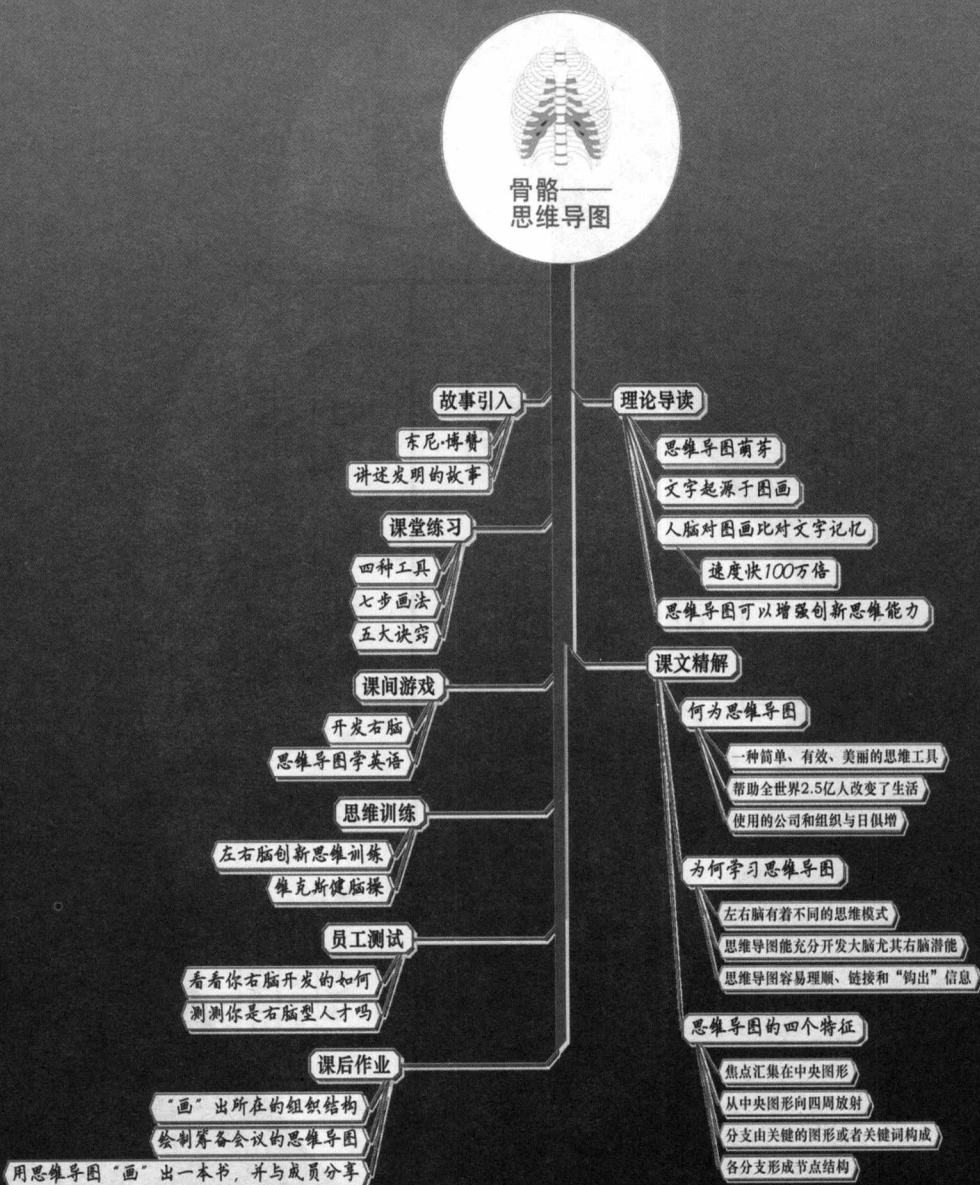 骨骼——
思维导图
故事引入
东尼·博赞
讲述发明的故事
课堂练习
四种工具
七步画法
五大诀窍
课间游戏
开发右脑
思维导图学英语
思维训练
左右脑创新思维训练
维克斯健脑操
员工测试
看看你右脑开发的如何
测测你是右脑型人才吗
课后作业
“画”出所在的组织结构
绘制筹备会议的思维导图
用思维导图“画”出一本书，并与成员分享
理论导读
思维导图萌芽
文字起源于图画
人脑对图画比对文字记忆
速度快100万倍
思维导图可以增强创新思维能力
课文精解
何为思维导图
一种简单、有效、美丽的思维工具
帮助全世界2.5亿人改变了生活
使用的公司和组织与日俱增
为何学习思维导图
左右脑有着不同的思维模式
思维导图能充分开发大脑尤其右脑潜能
思维导图容易理顺、链接和“钩出”信息
思维导图的四个特征
焦点汇集在中央图形
从中央图形向四周放射
分支由关键的图形或者关键词构成
各分支形成节点结构